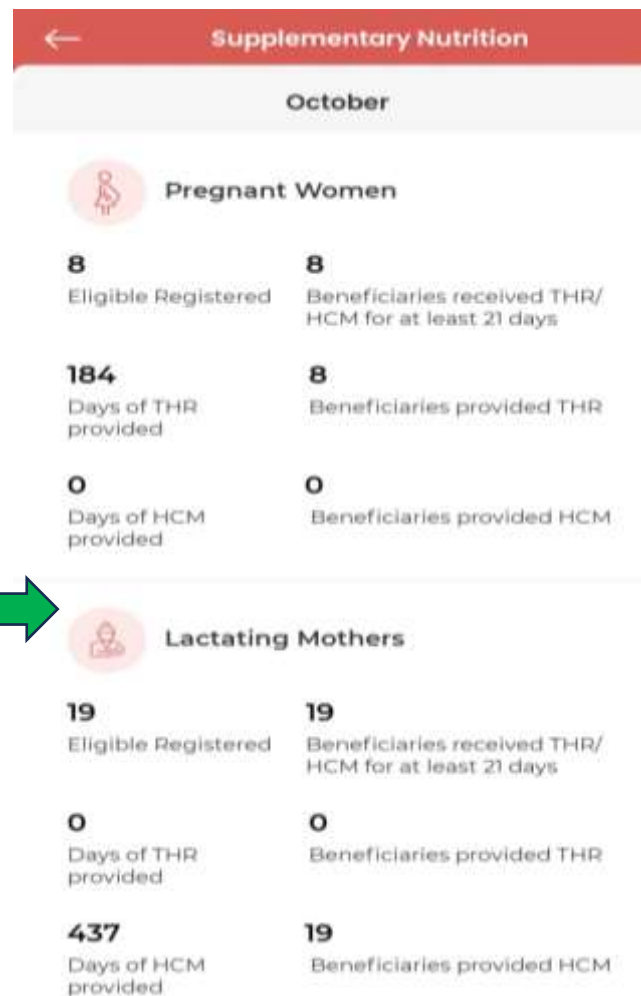 Supplementary Nutrition
October
Pregnant Women
8
Eligible Registered
8
Beneficiaries received THR/
HCM for at least 21 days
184
Days of THR
provided
8
Beneficiaries provided THR
0
Days of HCM
provided
0
Beneficiaries provided HCM
Lactating Mothers
19
Eligible Registered
19
Beneficiaries received THR/
HCM for at least 21 days
0
Days of THR
provided
0
Beneficiaries provided THR
437
Days of HCM
provided
19
Beneficiaries provided HCM